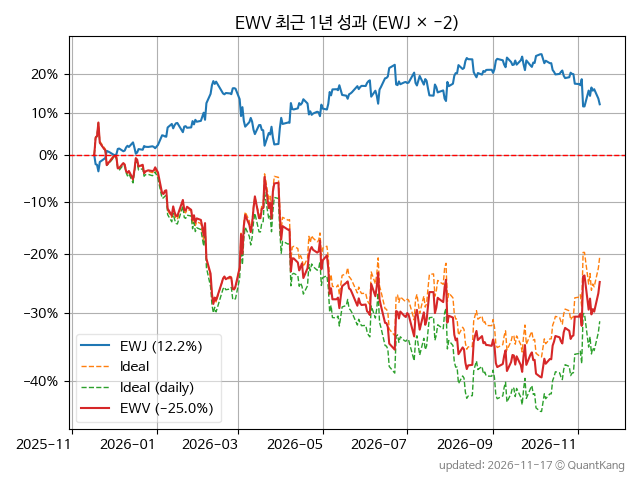 EWV 최근 1년 성과 (EWJ × −2)
20%
10%
0%
−10%
−20%
−30%
−40%
EWJ (12.2%)
Ideal
Ideal (daily)
EWV (−25.0%)
2025-11
2026-01
2026-03
2026-05
2026-07
2026-09
2026-11
updated: 2026-11-17 © QuantKang